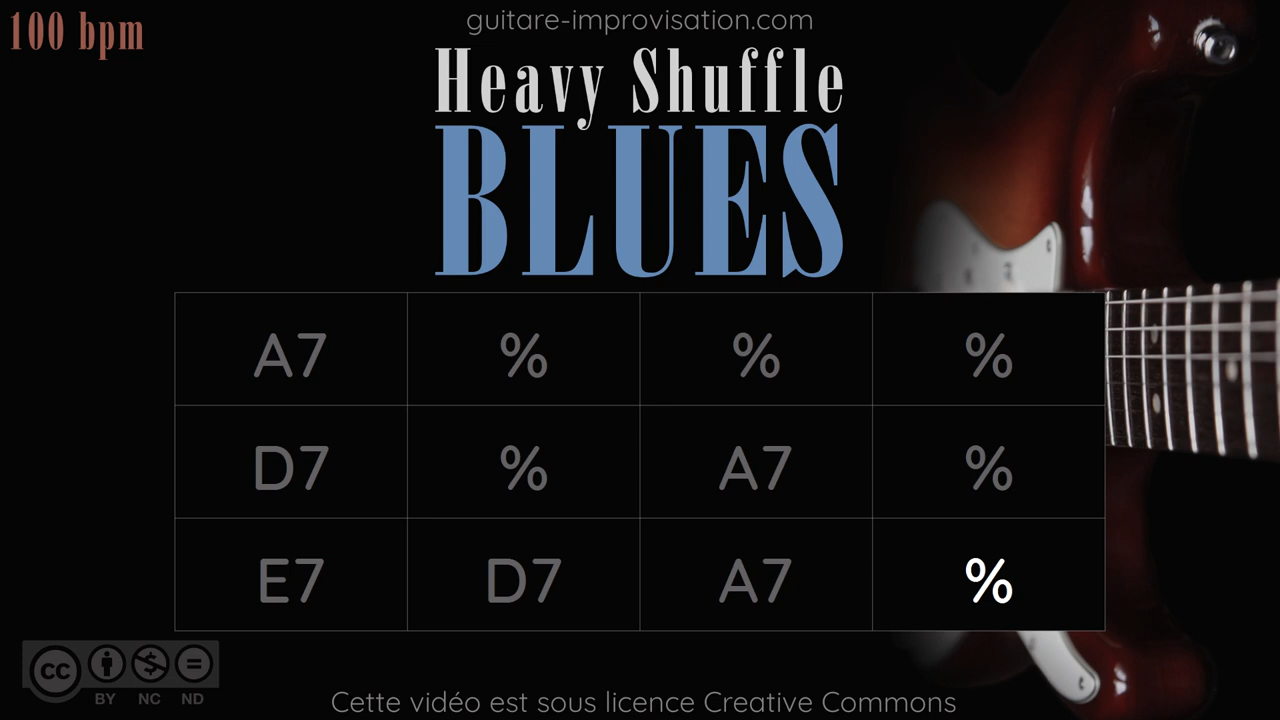 100 bpm
guitare-improvisation.com
Heavy Shuffle
BLUES
A7 % % %
D7 % A7 %
E7 D7 A7 %
cc
BY NC ND
Cette vidéo est sous licence Creative Commons